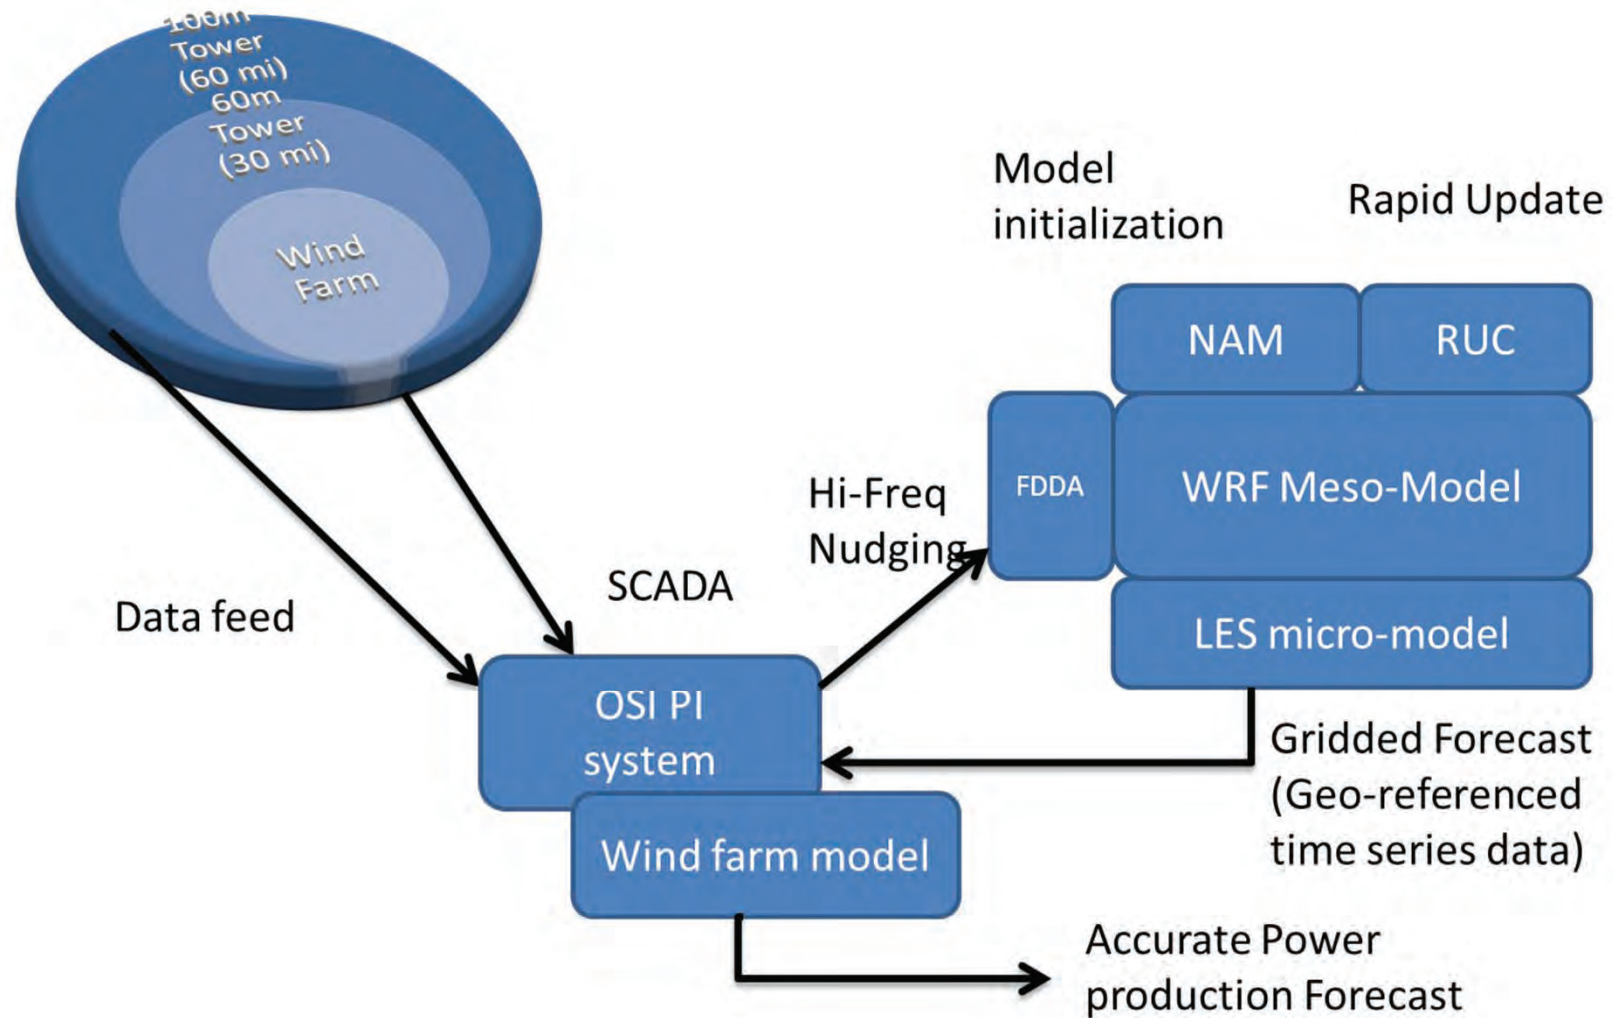 100m
Tower
(60 mi)
60m
Tower
(30 mi)
Wind
Farm
Model
initialization
Rapid Update
NAM
RUC
FDDA
WRF Meso-Model
Hi-Freq
Nudging
SCADA
Data feed
LES micro-model
OSI PI
system
Gridded Forecast
(Geo-referenced
time series data)
Wind farm model
Accurate Power
production Forecast